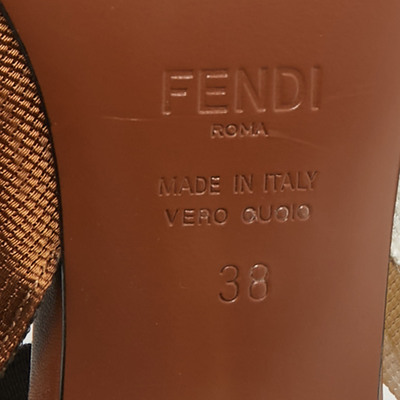 FENDI
ROMA
MADE IN ITALY
VERO CUOIO
38